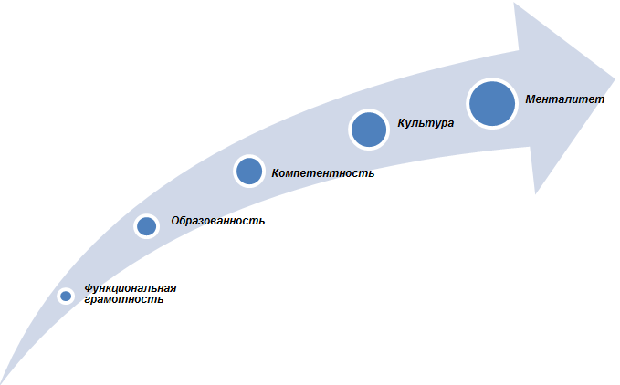 Менталитет
Культура
Компетентность
Образованность
Функциональная
грамотность